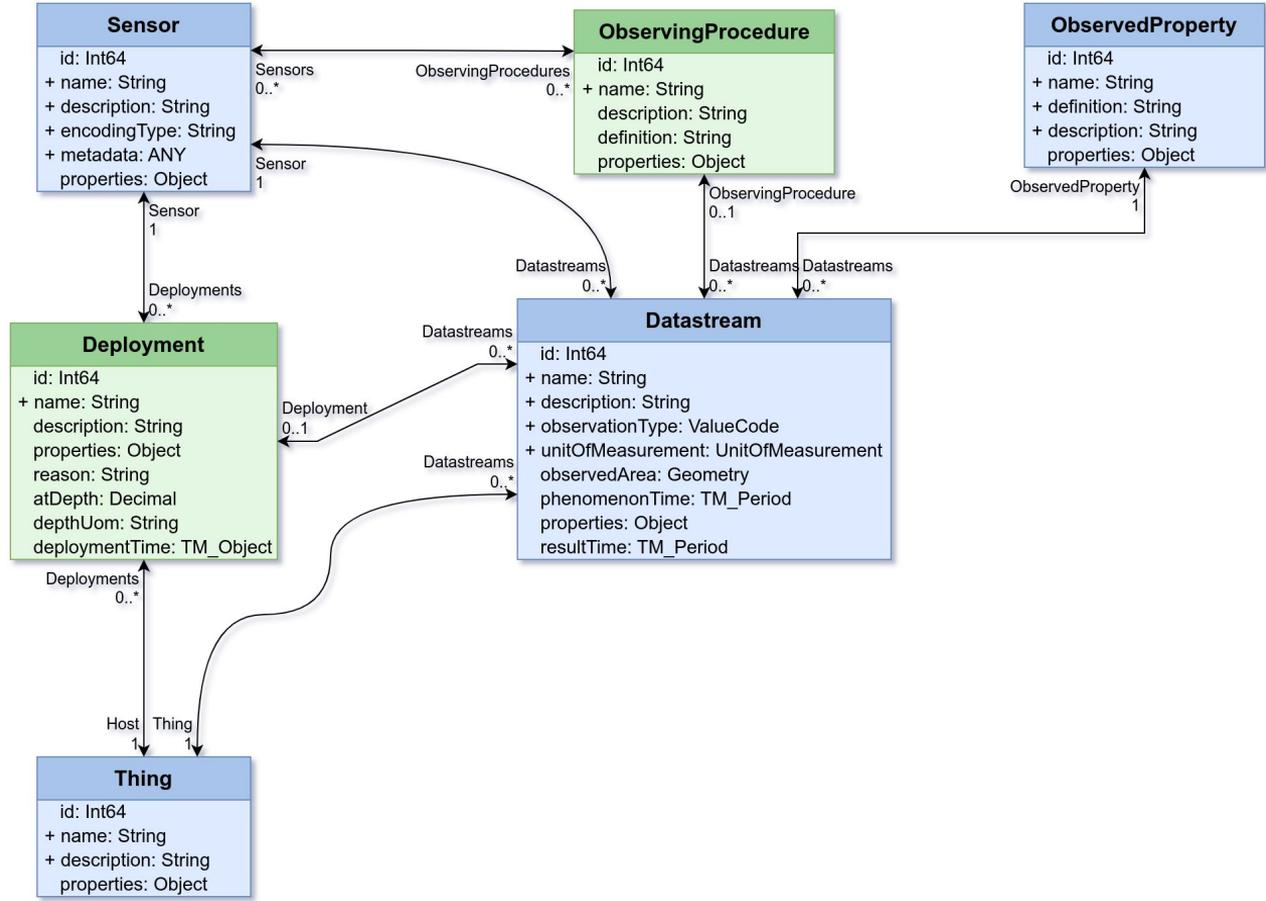 Sensor
id: Int64
+ name: String
+ description: String
+ encodingType: String
+ metadata: ANY
properties: Object
Sensors
0..*
ObservingProcedures
0..*
ObservingProcedure
id: Int64
+ name: String
description: String
definition: String
properties: Object
ObservedProperty
id: Int64
+ name: String
+ definition: String
+ description: String
properties: Object
Sensor
1
Sensor
1
ObservingProcedure
0..1
ObservedProperty
1
Deployments
0..*
Datastreams
0..*
Datastreams
0..*
Datastreams
0..*
Deployment
id: Int64
+ name: String
description: String
properties: Object
reason: String
atDepth: Decimal
depthUom: String
deploymentTime: TM_Object
Datastreams
0..*
Deployment
0..1
Datastreams
0..*
Datastream
id: Int64
+ name: String
+ description: String
+ observationType: ValueCode
+ unitOfMeasurement: UnitOfMeasurement
observedArea: Geometry
phenomenonTime: TM_Period
properties: Object
resultTime: TM_Period
Deployments
0..*
Host
1
Thing
1
Thing
id: Int64
+ name: String
+ description: String
properties: Object